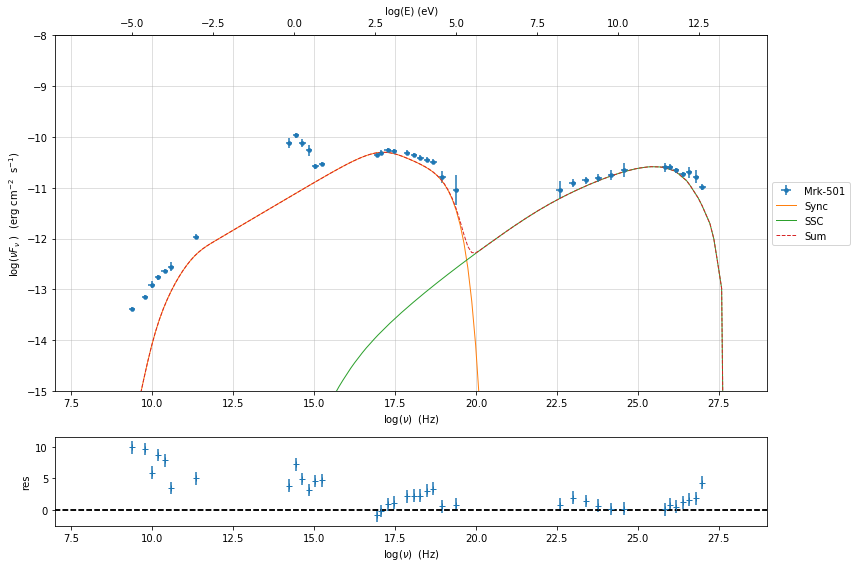 log(E) (eV)
−5.0 −2.5 0.0 2.5 5.0 7.5 10.0 12.5
−8
−9
−10
−11
−12
−13
−14
−15
log(νFν ) (erg cm⁻² s⁻¹)
Mrk-501
Sync
SSC
Sum
7.5 10.0 12.5 15.0 17.5 20.0 22.5 25.0 27.5
log(ν) (Hz)
10
5
0
res
7.5 10.0 12.5 15.0 17.5 20.0 22.5 25.0 27.5
log(ν) (Hz)